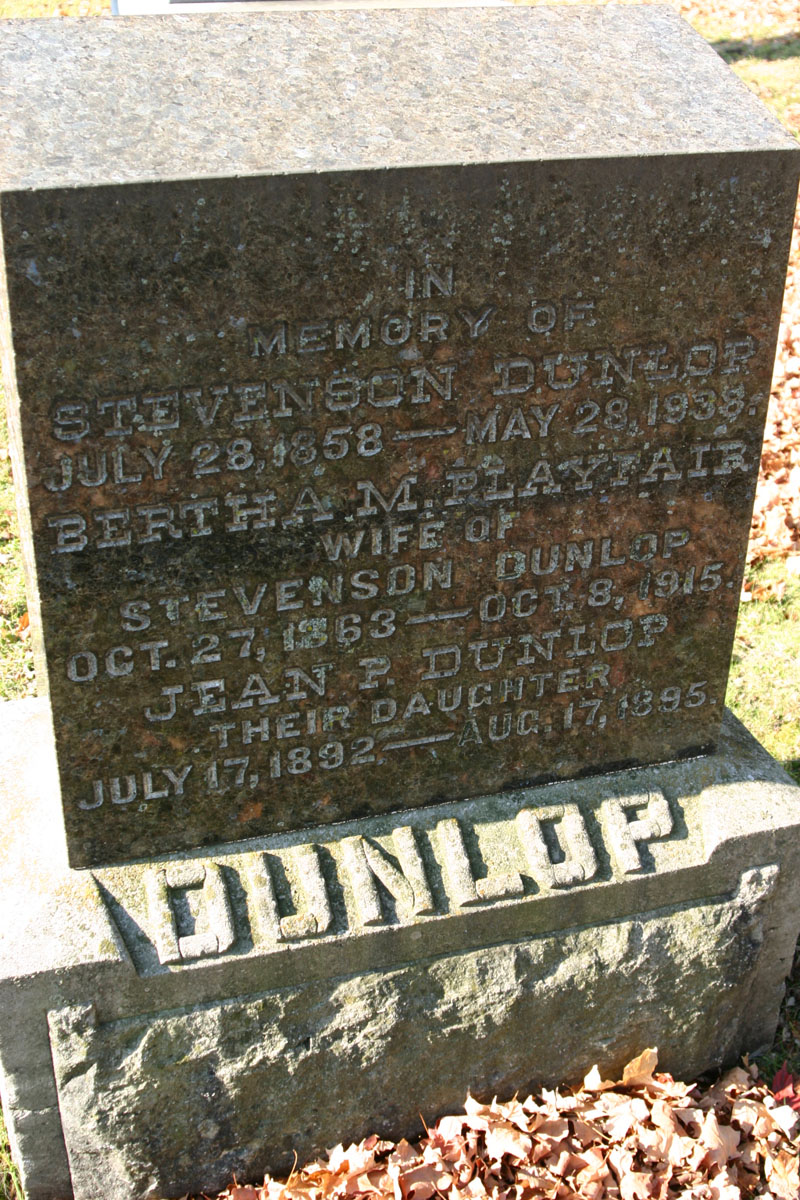 IN
MEMORY OF
STEVENSON DUNLOP
JULY 28, 1858 — MAY 28, 1938.
BERTHA M. PLAYFAIR
WIFE OF
STEVENSON DUNLOP
OCT. 27, 1863 — OCT. 8, 1915.
JEAN P. DUNLOP
THEIR DAUGHTER
JULY 17, 1892 — AUG. 17, 1895.
DUNLOP